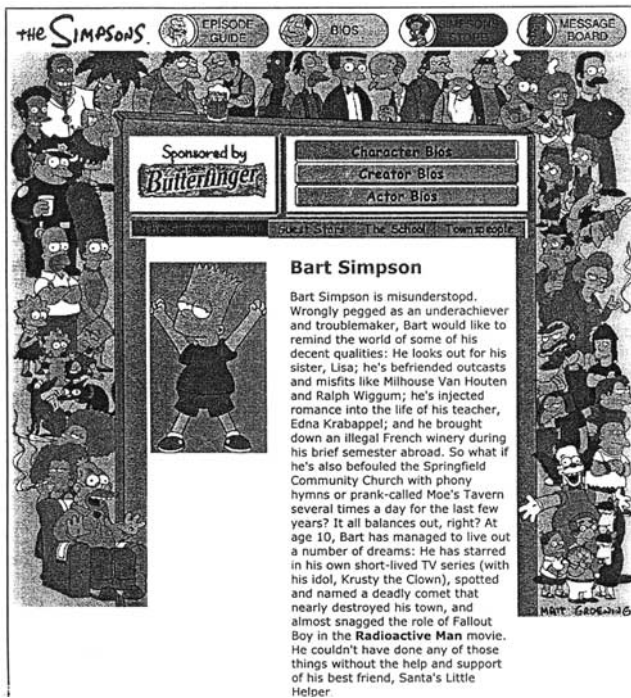 THE SIMPSONS.
EPISODE
GUIDE
BIOS
SIMPSONS
STORE
MESSAGE
BOARD
Sponsored by
Butterfinger
Character Bios
Creator Bios
Actor Bios
Guest Stars
The School
Townspeople
Bart Simpson
Bart Simpson is misunderstopd.
Wrongly pegged as an underachiever
and troublemaker, Bart would like to
remind the world of some of his
decent qualities: He looks out for his
sister, Lisa; he's befriended outcasts
and misfits like Milhouse Van Houten
and Ralph Wiggum; he's injected
romance into the life of his teacher,
Edna Krabappel; and he brought
down an illegal French winery during
his brief semester abroad. So what if
he's also befouled the Springfield
Community Church with phony
hymns or prank-called Moe's Tavern
several times a day for the last few
years? It all balances out, right? At
age 10, Bart has managed to live out
a number of dreams: He has starred
in his own short-lived TV series (with
his idol, Krusty the Clown), spotted
and named a deadly comet that
nearly destroyed his town, and
almost snagged the role of Fallout
Boy in the Radioactive Man movie.
He couldn't have done any of those
things without the help and support
of his best friend, Santa's Little
Helper
MATT GROENING